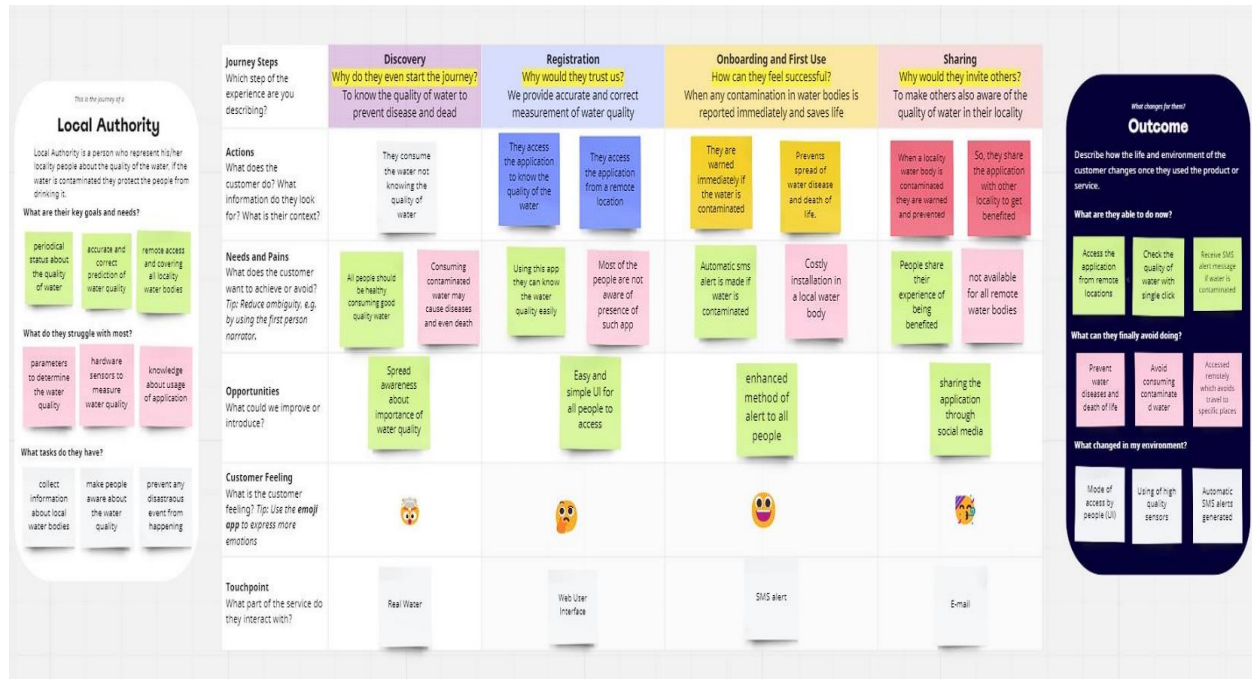 This is the journey of a
Local Authority
Local Authority is a person who represent his/her
locality people about the quality of the water, if the
water is contaminated they protect the people from
drinking it.
What are their key goals and needs?
periodical
status about
the quality
of water
accurate and
correct
prediction of
water quality
remote access
and covering
all locality
water bodies
What do they struggle with most?
parameters
to determine
the water
quality
hardware
sensors to
measure
water quality
knowledge
about usage
of application
What tasks do they have?
collect
information
about local
water bodies
make people
aware about
the water
quality
prevent any
disastraous
event from
happening
Journey Steps
Which step of the
experience are you
describing?
Discovery
Why do they even start the journey?
To know the quality of water to
prevent disease and dead
Registration
Why would they trust us?
We provide accurate and correct
measurement of water quality
Onboarding and First Use
How can they feel successful?
When any contamination in water bodies is
reported immediately and saves life
Sharing
Why would they invite others?
To make others also aware of the
quality of water in their locality
Actions
What does the
customer do? What
information do they look
for? What is their context?
They consume
the water not
knowing the
quality of
water
They access
the application
to know the
quality of the
water
They access
the application
from a remote
location
They are
warned
immediately if
the water is
contaminated
Prevents
spread of
water disease
and death of
life.
When a locality
water body is
contaminated
they are warned
and prevented
So, they share
the application
with other
locality to get
benefited
Needs and Pains
What does the customer
want to achieve or avoid?
Tip: Reduce ambiguity, e.g.
by using the first person
narrator.
All people should
be healthy
consuming good
quality water
Consuming
contaminated
water may
cause diseases
and even death
Using this app
they can know
the water
quality easily
Most of the
people are not
aware of
presence of
such app
Automatic sms
alert is made if
water is
contaminated
Costly
installation in
a local water
body
People share
their
experience of
being
benefited
not available
for all remote
water bodies
Opportunities
What could we improve or
introduce?
Spread
awareness
about
importance of
water quality
Easy and
simple UI for
all people to
access
enhanced
method of
alert to all
people
sharing the
application
through
social media
Customer Feeling
What is the customer
feeling? Tip: Use the emoji
app to express more
emotions
Touchpoint
What part of the service do
they interact with?
Real Water
Web User
Interface
SMS alert
E-mail
What changes for them?
Outcome
Describe how the life and environment of the
customer changes once they used the product or
service.
What are they able to do now?
Access the
application
from remote
locations
Check the
quality of
water with
single click
Receive SMS
alert message
if water is
contaminated
What can they finally avoid doing?
Prevent
water
diseases and
death of life
Avoid
consuming
contaminate
d water
Accessed
remotely
which avoids
travel to
specific places
What changed in my environment?
Mode of
access by
people (UI)
Using of high
quality
sensors
Automatic
SMS alerts
generated